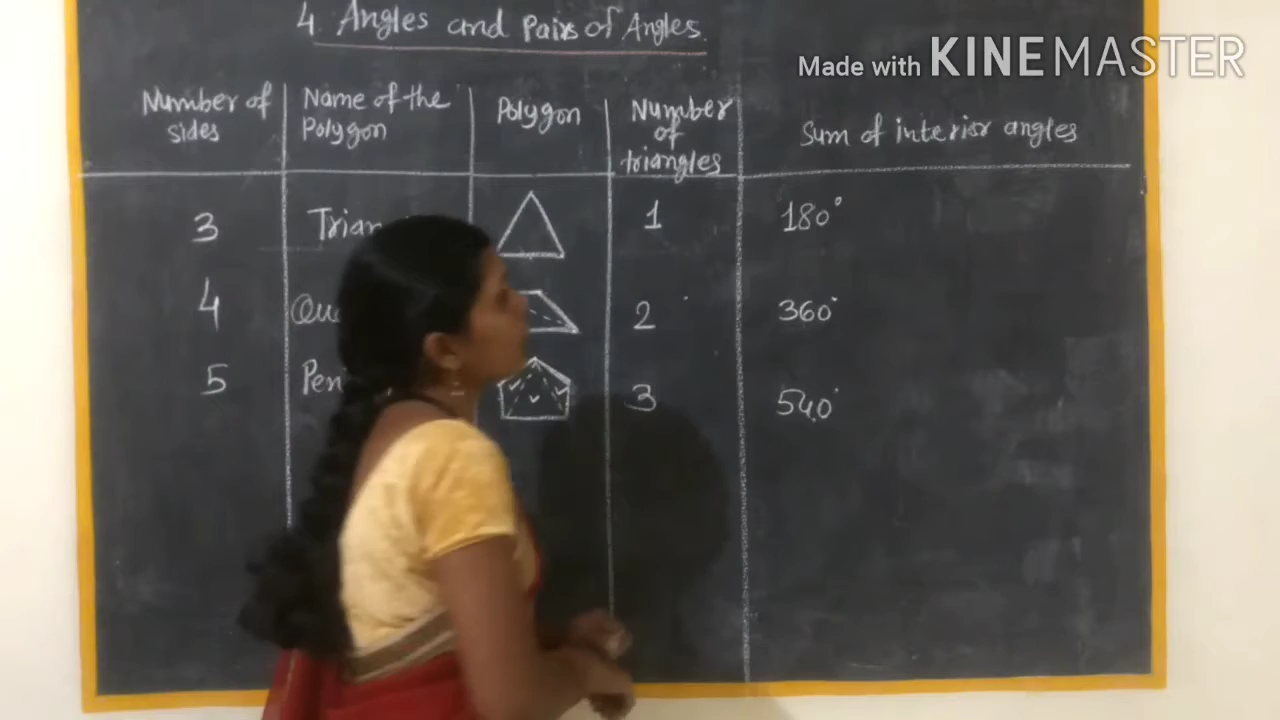 4. Angles and Pairs of Angles.
Made with KINEMASTER
Number of sides
Name of the Polygon
Polygon
Number of triangles
Sum of interior angles
3
1
180°
4
2
360°
5
3
540°